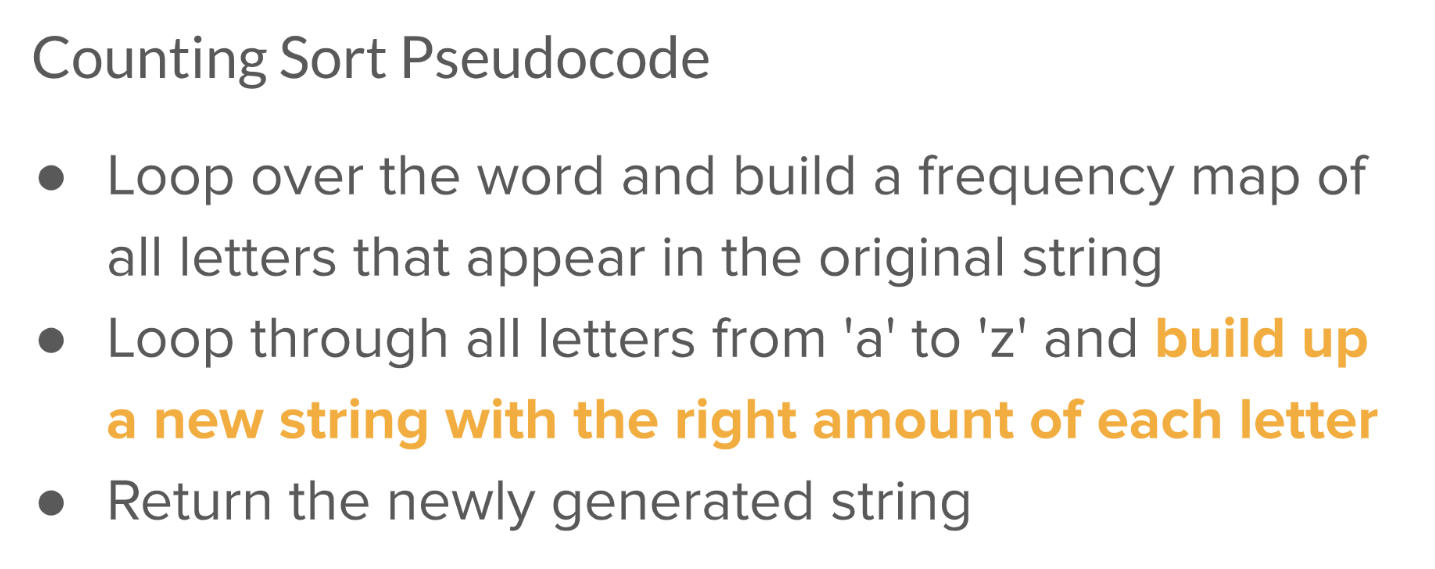 Counting Sort Pseudocode
● Loop over the word and build a frequency map of
all letters that appear in the original string
● Loop through all letters from 'a' to 'z' and build up
a new string with the right amount of each letter
● Return the newly generated string